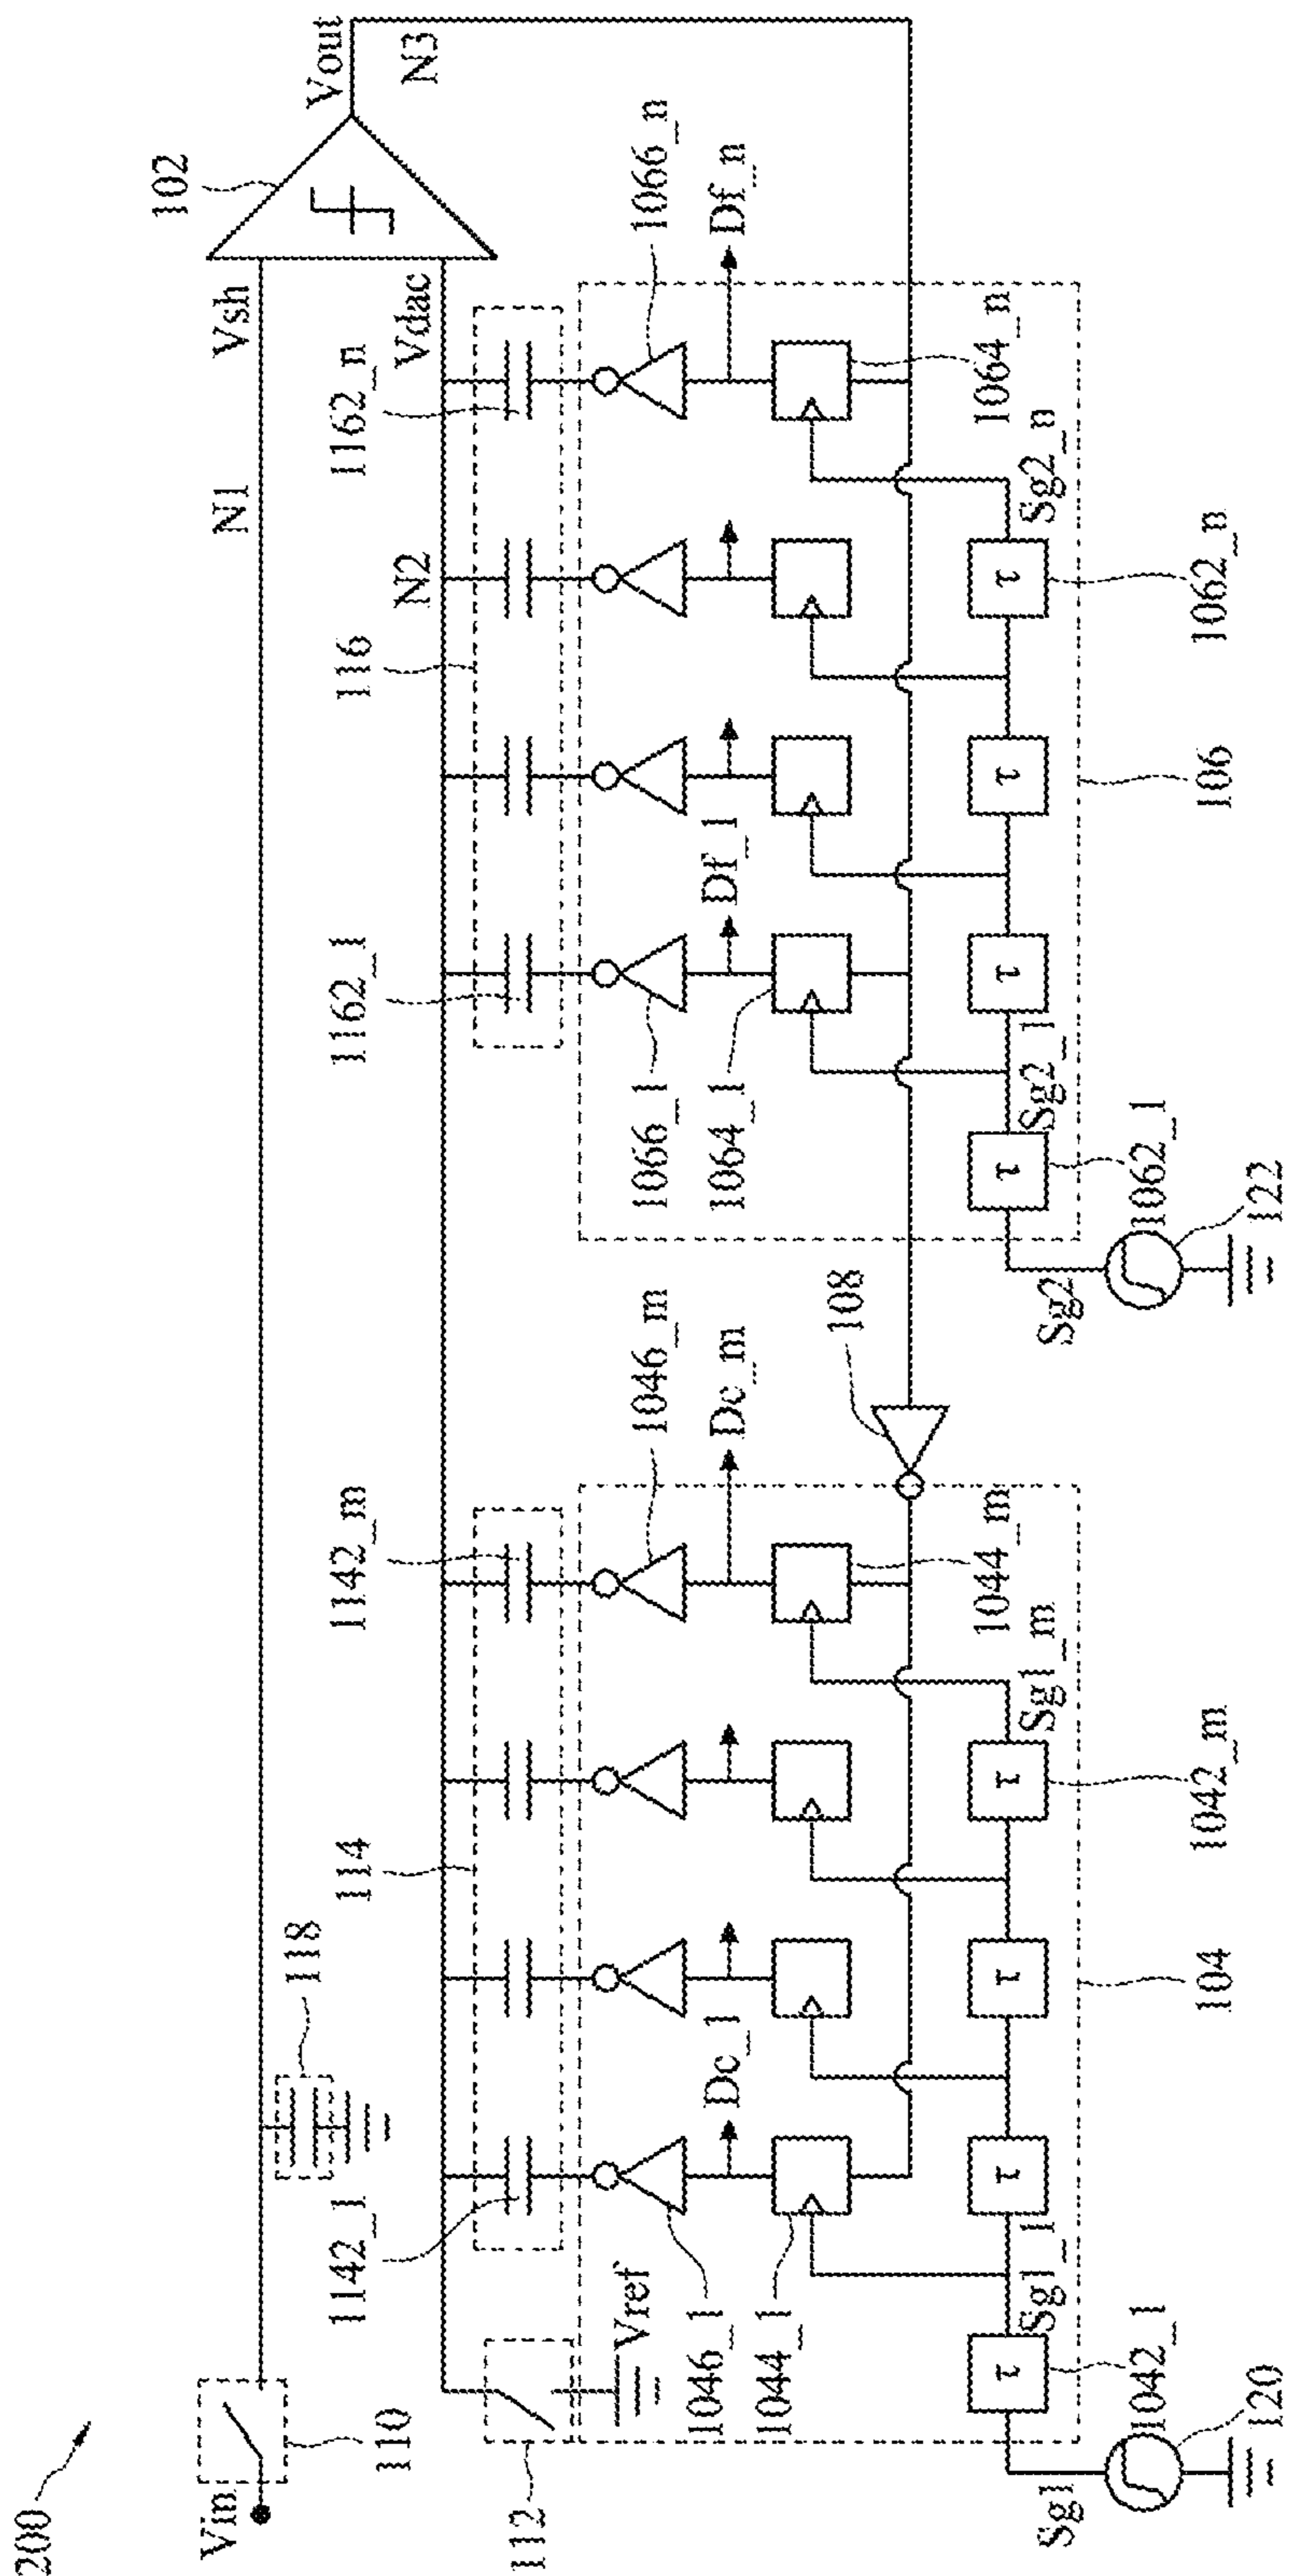 200
Vin
110
118
N1
Vsh
102
Vout
N3
112
Vref
1142_1
114
1142_m
N2
Vdac
1162_1
116
1162_n
1046_1
Dc_1
1046_m
Dc_m
1066_1
Df_1
1066_n
Df_n
1044_1
1044_m
108
1064_1
1064_n
Sg1
Sg1_1
Sg1_m
Sg2
Sg2_1
Sg2_n
τ
τ
τ
τ
τ
τ
τ
τ
1042_1
1042_m
104
120
1062_1
1062_n
106
122